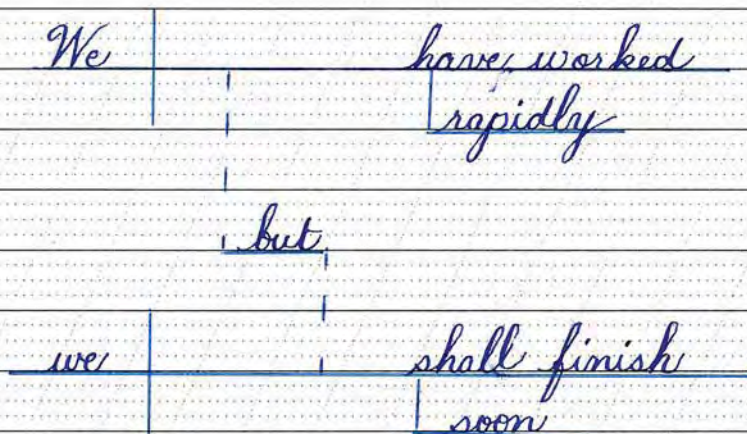 We have worked
rapidly
but
we shall finish
soon